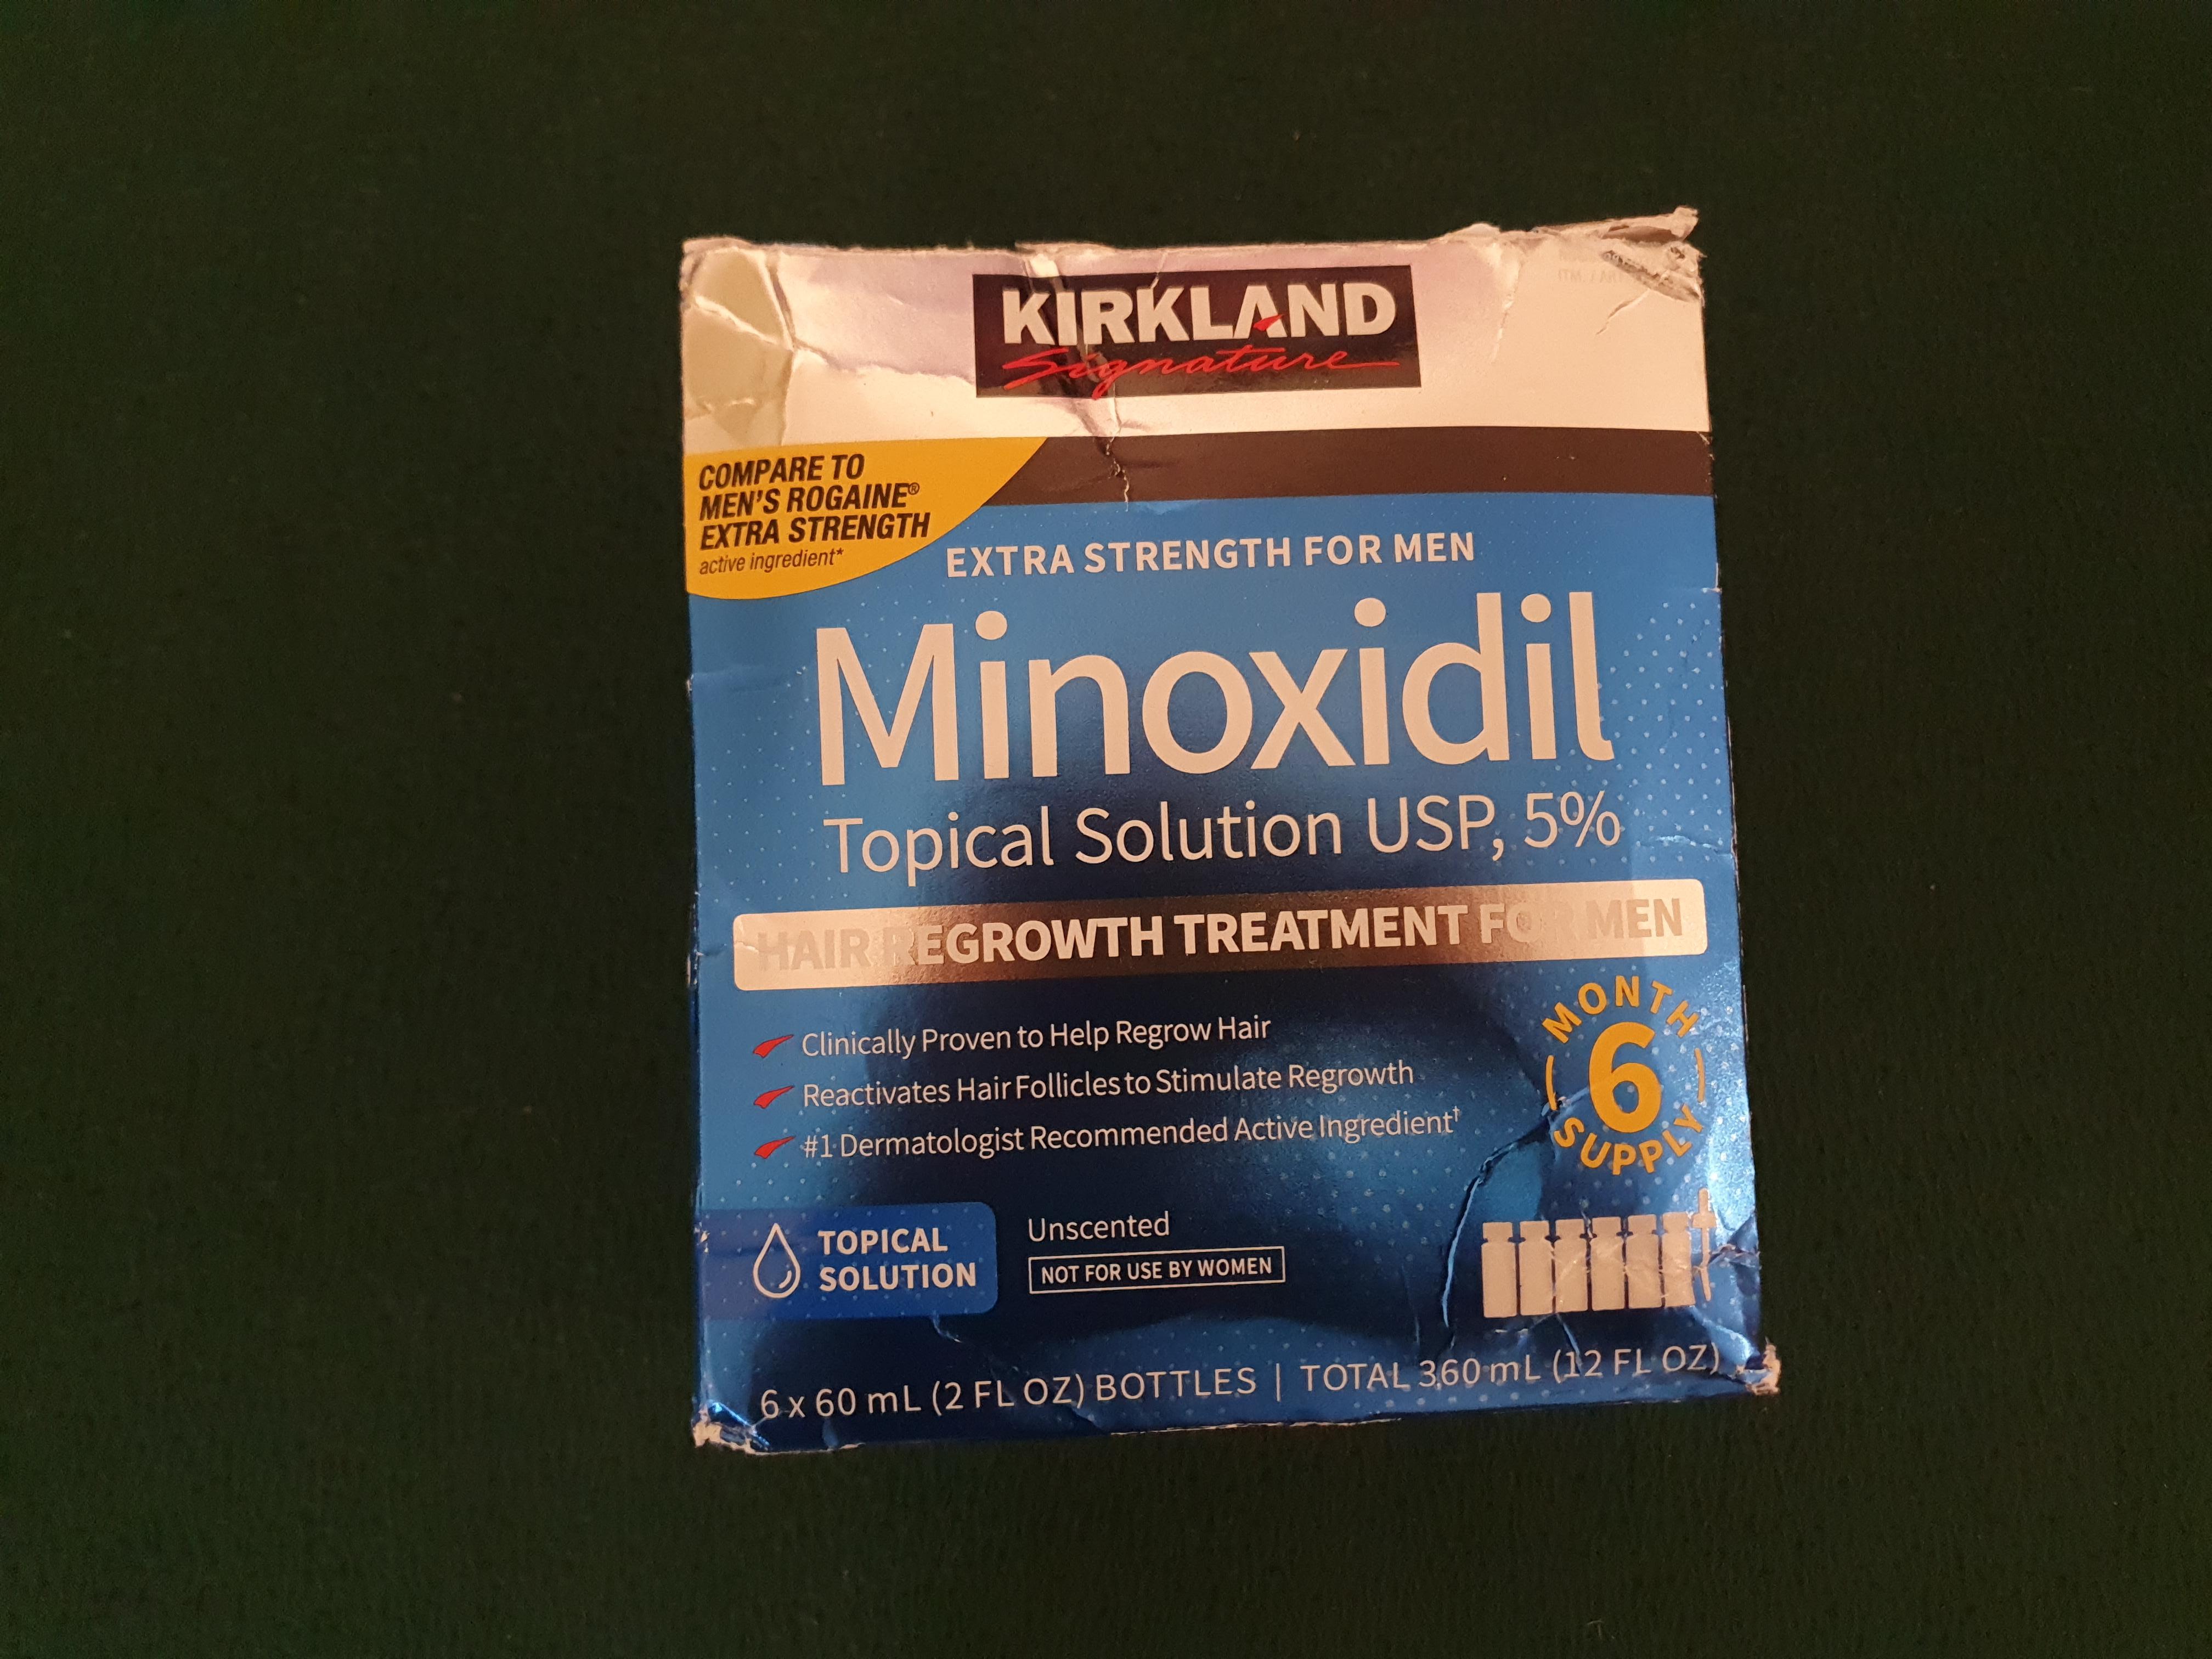 KIRKLAND
Signature
COMPARE TO
MEN'S ROGAINE®
EXTRA STRENGTH
active ingredient*
EXTRA STRENGTH FOR MEN
Minoxidil
Topical Solution USP, 5%
HAIR REGROWTH TREATMENT FOR MEN
Clinically Proven to Help Regrow Hair
Reactivates Hair Follicles to Stimulate Regrowth
#1 Dermatologist Recommended Active Ingredient†
MONTH
6
SUPPLY
TOPICAL
SOLUTION
Unscented
NOT FOR USE BY WOMEN
6 x 60 mL (2 FL OZ) BOTTLES | TOTAL 360 mL (12 FL OZ)